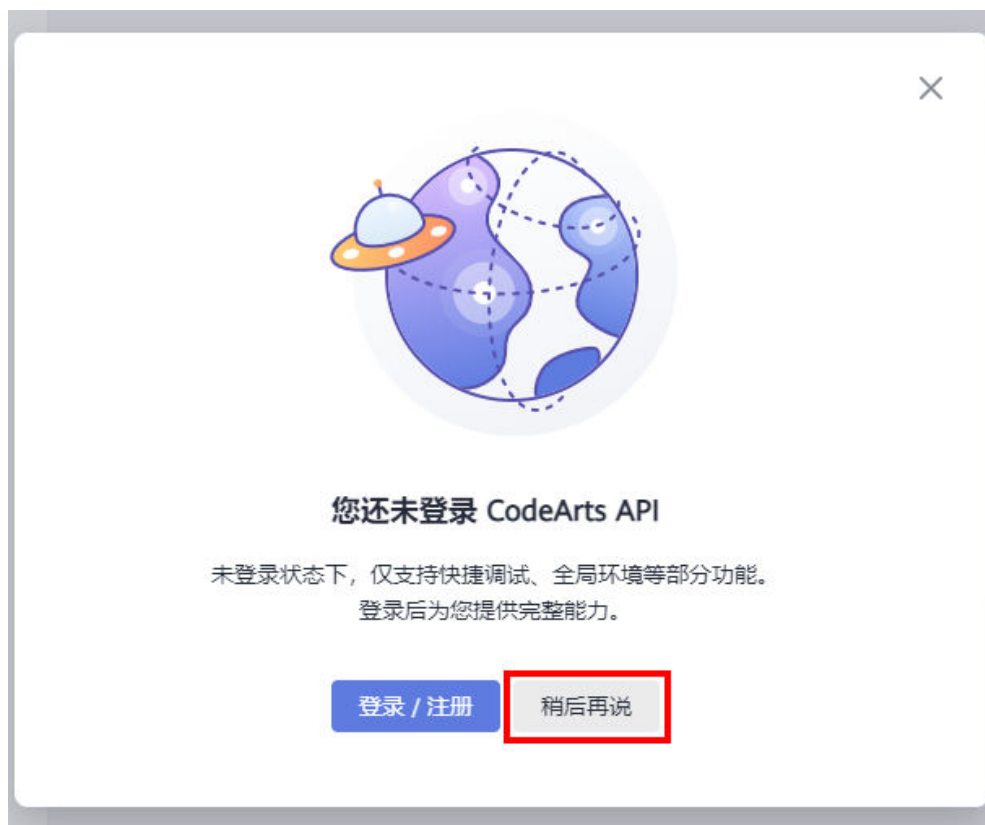 您还未登录 CodeArts API
未登录状态下，仅支持快捷调试、全局环境等部分功能。
登录后为您提供完整能力。
登录 / 注册
稍后再说